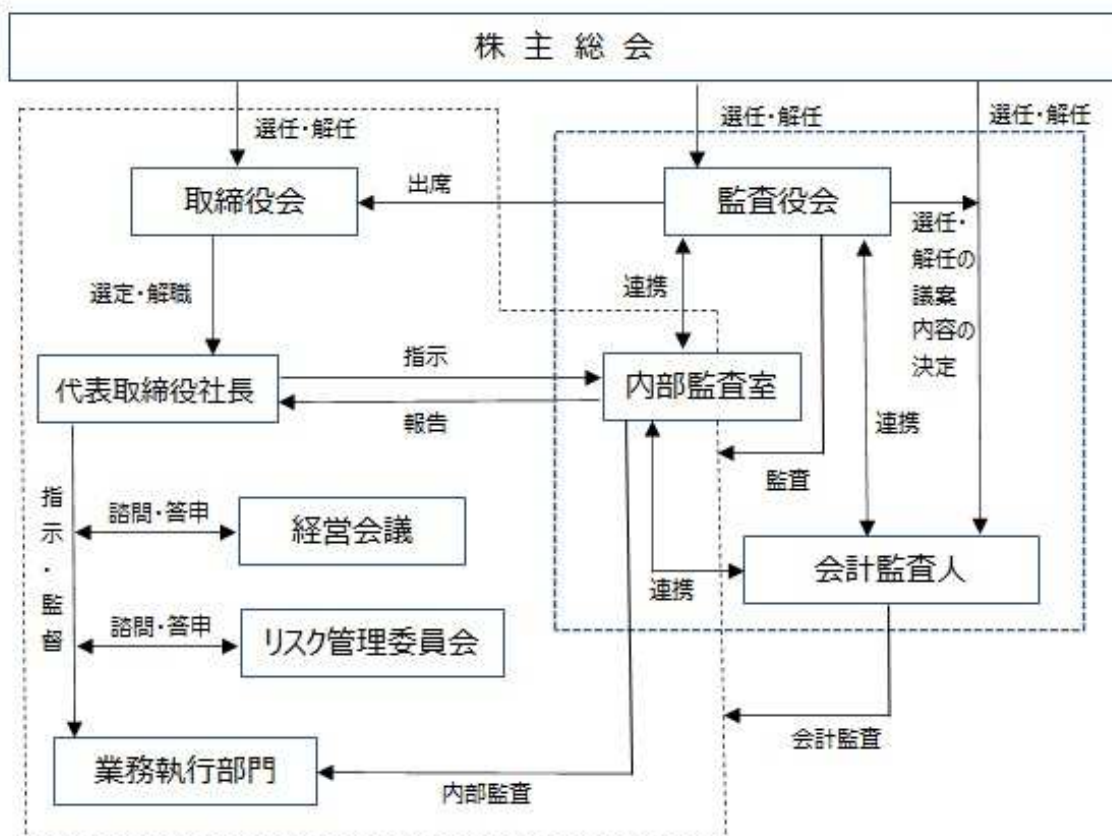 株 主 総 会
選任・解任
選任・解任
選任・解任
取締役会
出席
監査役会
選任・
解任の
議案
内容の
決定
選定・解職
連携
代表取締役社長
指示
報告
内部監査室
連携
監査
指
示
・
監
督
諮問・答申
経営会議
会計監査人
連携
諮問・答申
リスク管理委員会
会計監査
業務執行部門
内部監査